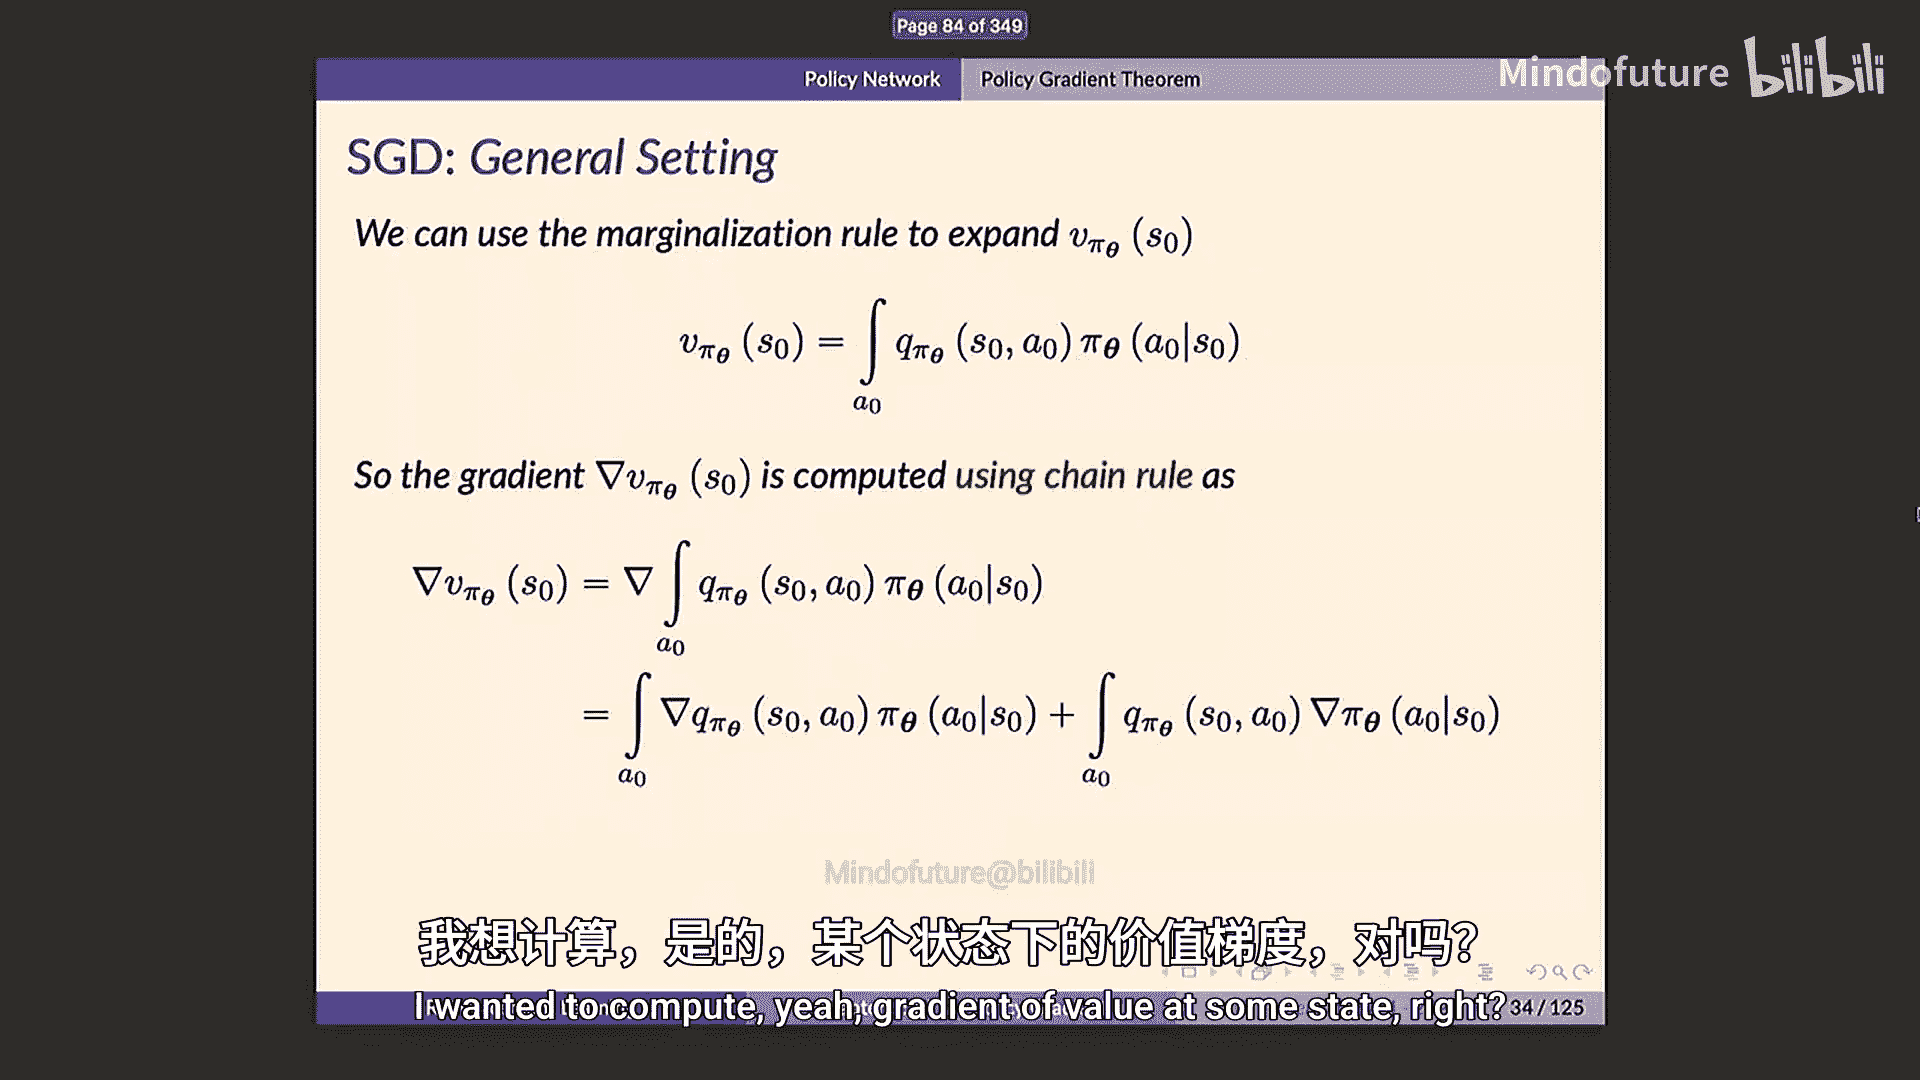 Page 84 of 349
Mindofuture bilibili
Policy Network Policy Gradient Theorem
SGD: General Setting
We can use the marginalization rule to expand v_{π_θ}(s_0)
v_{π_θ}(s_0) = ∫_{a_0} q_{π_θ}(s_0, a_0) π_θ(a_0|s_0)
So the gradient ∇v_{π_θ}(s_0) is computed using chain rule as
∇v_{π_θ}(s_0) = ∇ ∫_{a_0} q_{π_θ}(s_0, a_0) π_θ(a_0|s_0)
= ∫_{a_0} ∇q_{π_θ}(s_0, a_0) π_θ(a_0|s_0) + ∫_{a_0} q_{π_θ}(s_0, a_0) ∇π_θ(a_0|s_0)
Mindofuture@bilibili
我想计算，是的，某个状态下的价值梯度，对吗？
I wanted to compute, yeah, gradient of value at some state, right?
34 / 125